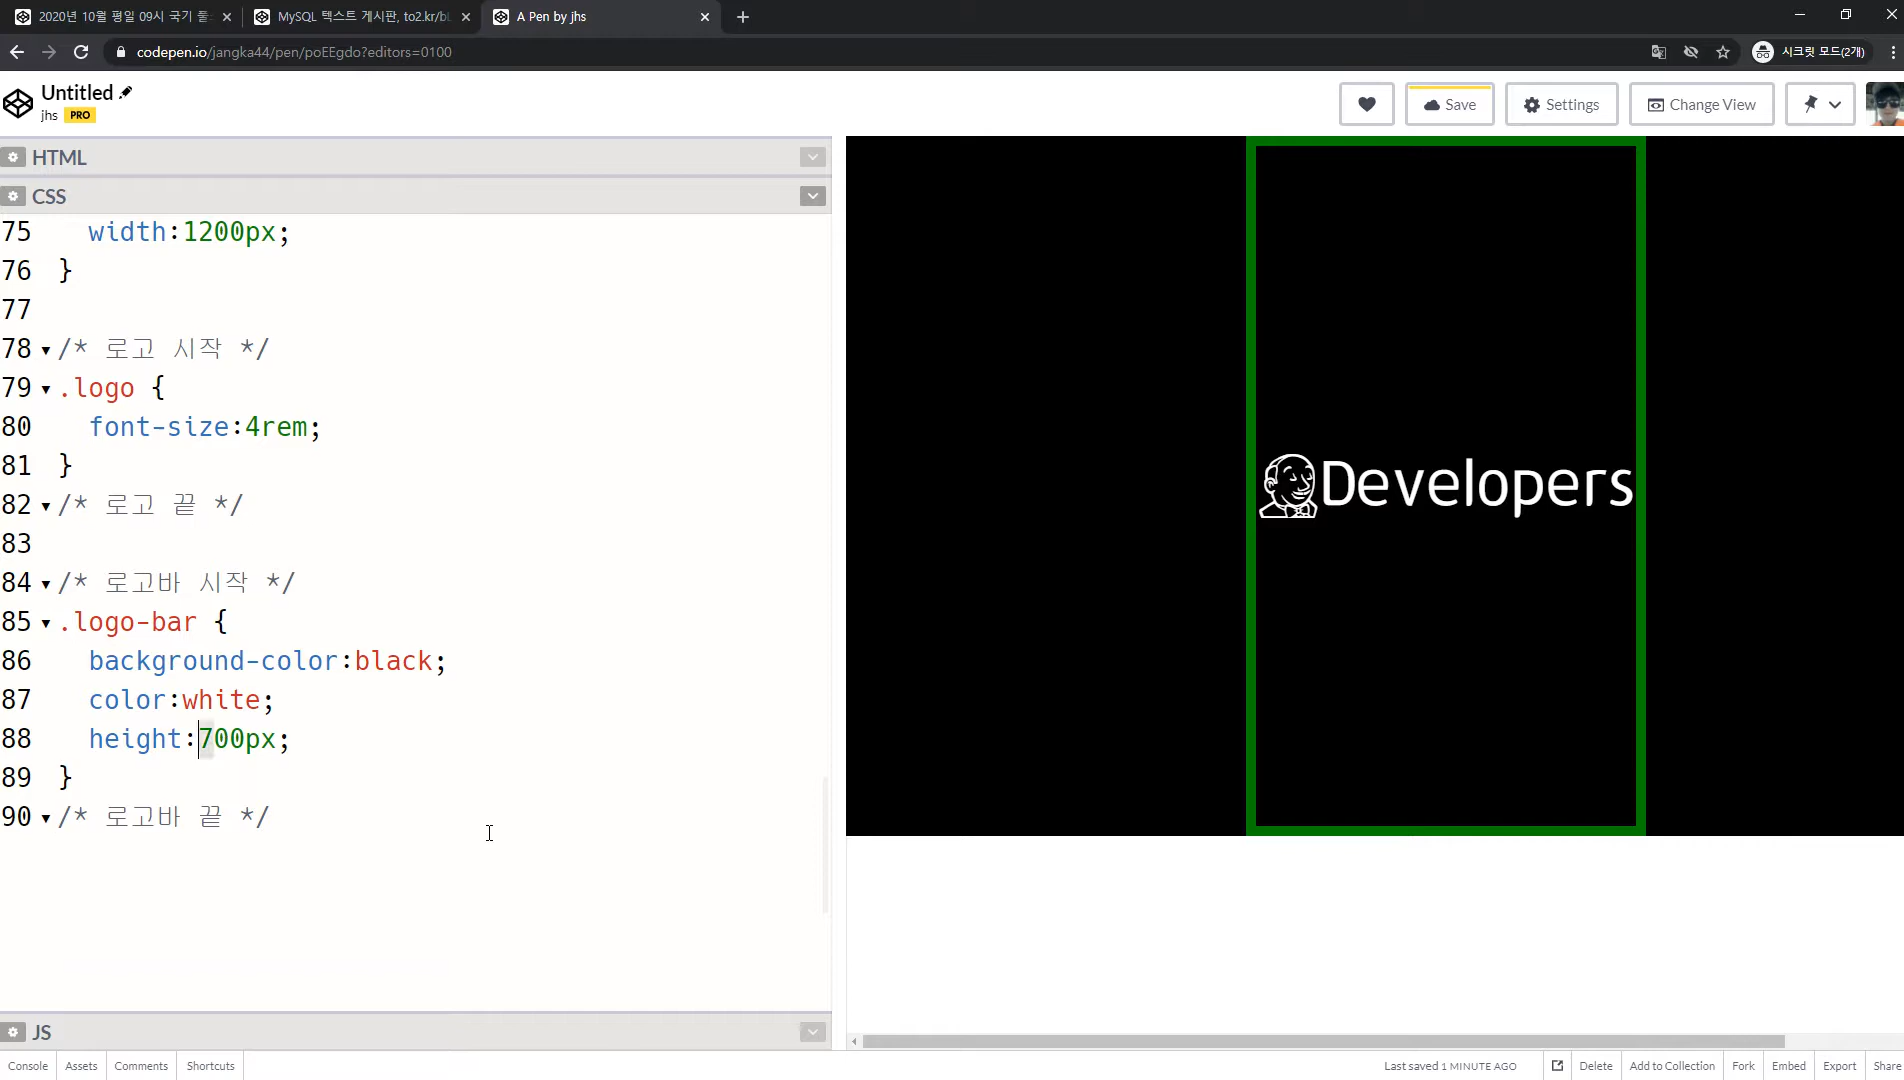 2020년 10월 평일 09시 국기 풀
MySQL 텍스트 게시판, to2.kr/bL
A Pen by jhs
codepen.io/jangka44/pen/poEEgdo?editors=0100
시크릿 모드(2개)
Untitled
jhs PRO
Save
Settings
Change View
HTML
CSS
75 width:1200px;
76 }
77
78 /* 로고 시작 */
79 .logo {
80 font-size:4rem;
81 }
82 /* 로고 끝 */
83
84 /* 로고바 시작 */
85 .logo-bar {
86 background-color:black;
87 color:white;
88 height:700px;
89 }
90 /* 로고바 끝 */
Developers
JS
Console Assets Comments Shortcuts
Last saved 1 MINUTE AGO Delete Add to Collection Fork Embed Export Share